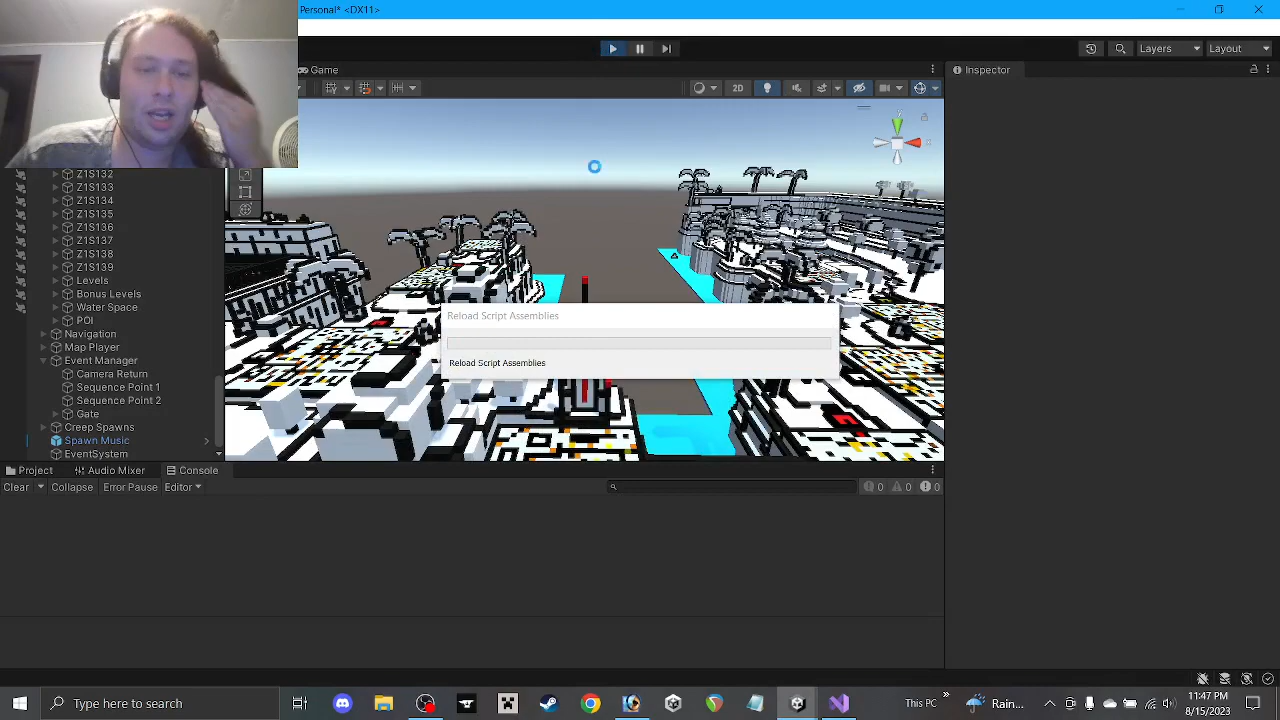 Personal* <DX11>
Layers
Layout
Game
Inspector
2D
Z1S132
Z1S133
Z1S134
Z1S135
Z1S136
Z1S137
Z1S138
Z1S139
Levels
Bonus Levels
Water Space
POI
Navigation
Map Player
Event Manager
Camera Return
Sequence Point 1
Sequence Point 2
Gate
Creep Spawns
Spawn Music
EventSystem
Reload Script Assemblies
Reload Script Assemblies
Project
Audio Mixer
Console
Clear
Collapse
Error Pause
Editor
0
0
0
Type here to search
This PC
Rain...
11:47 PM
8/15/2023